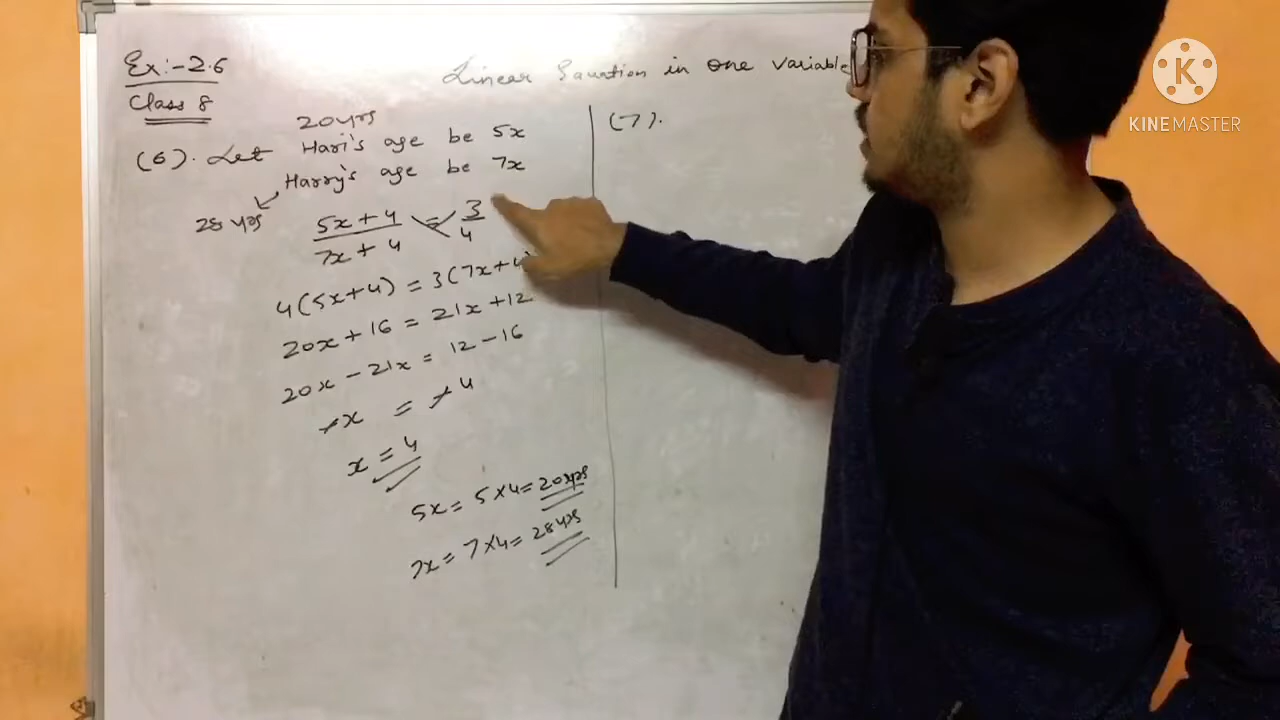 Ex:-2.6
Linear Equation in one variable
Class 8
20yrs
(6). Let Hari's age be 5x
(7).
Harry's age be 7x
28 yrs
5x+4 = 3
7x+4 4
4(5x+4) = 3(7x+4)
20x+16 = 21x+12
20x-21x = 12-16
-x = -4
x = 4
5x = 5x4= 20yrs
7x = 7x4= 28yrs
K
KINEMASTER